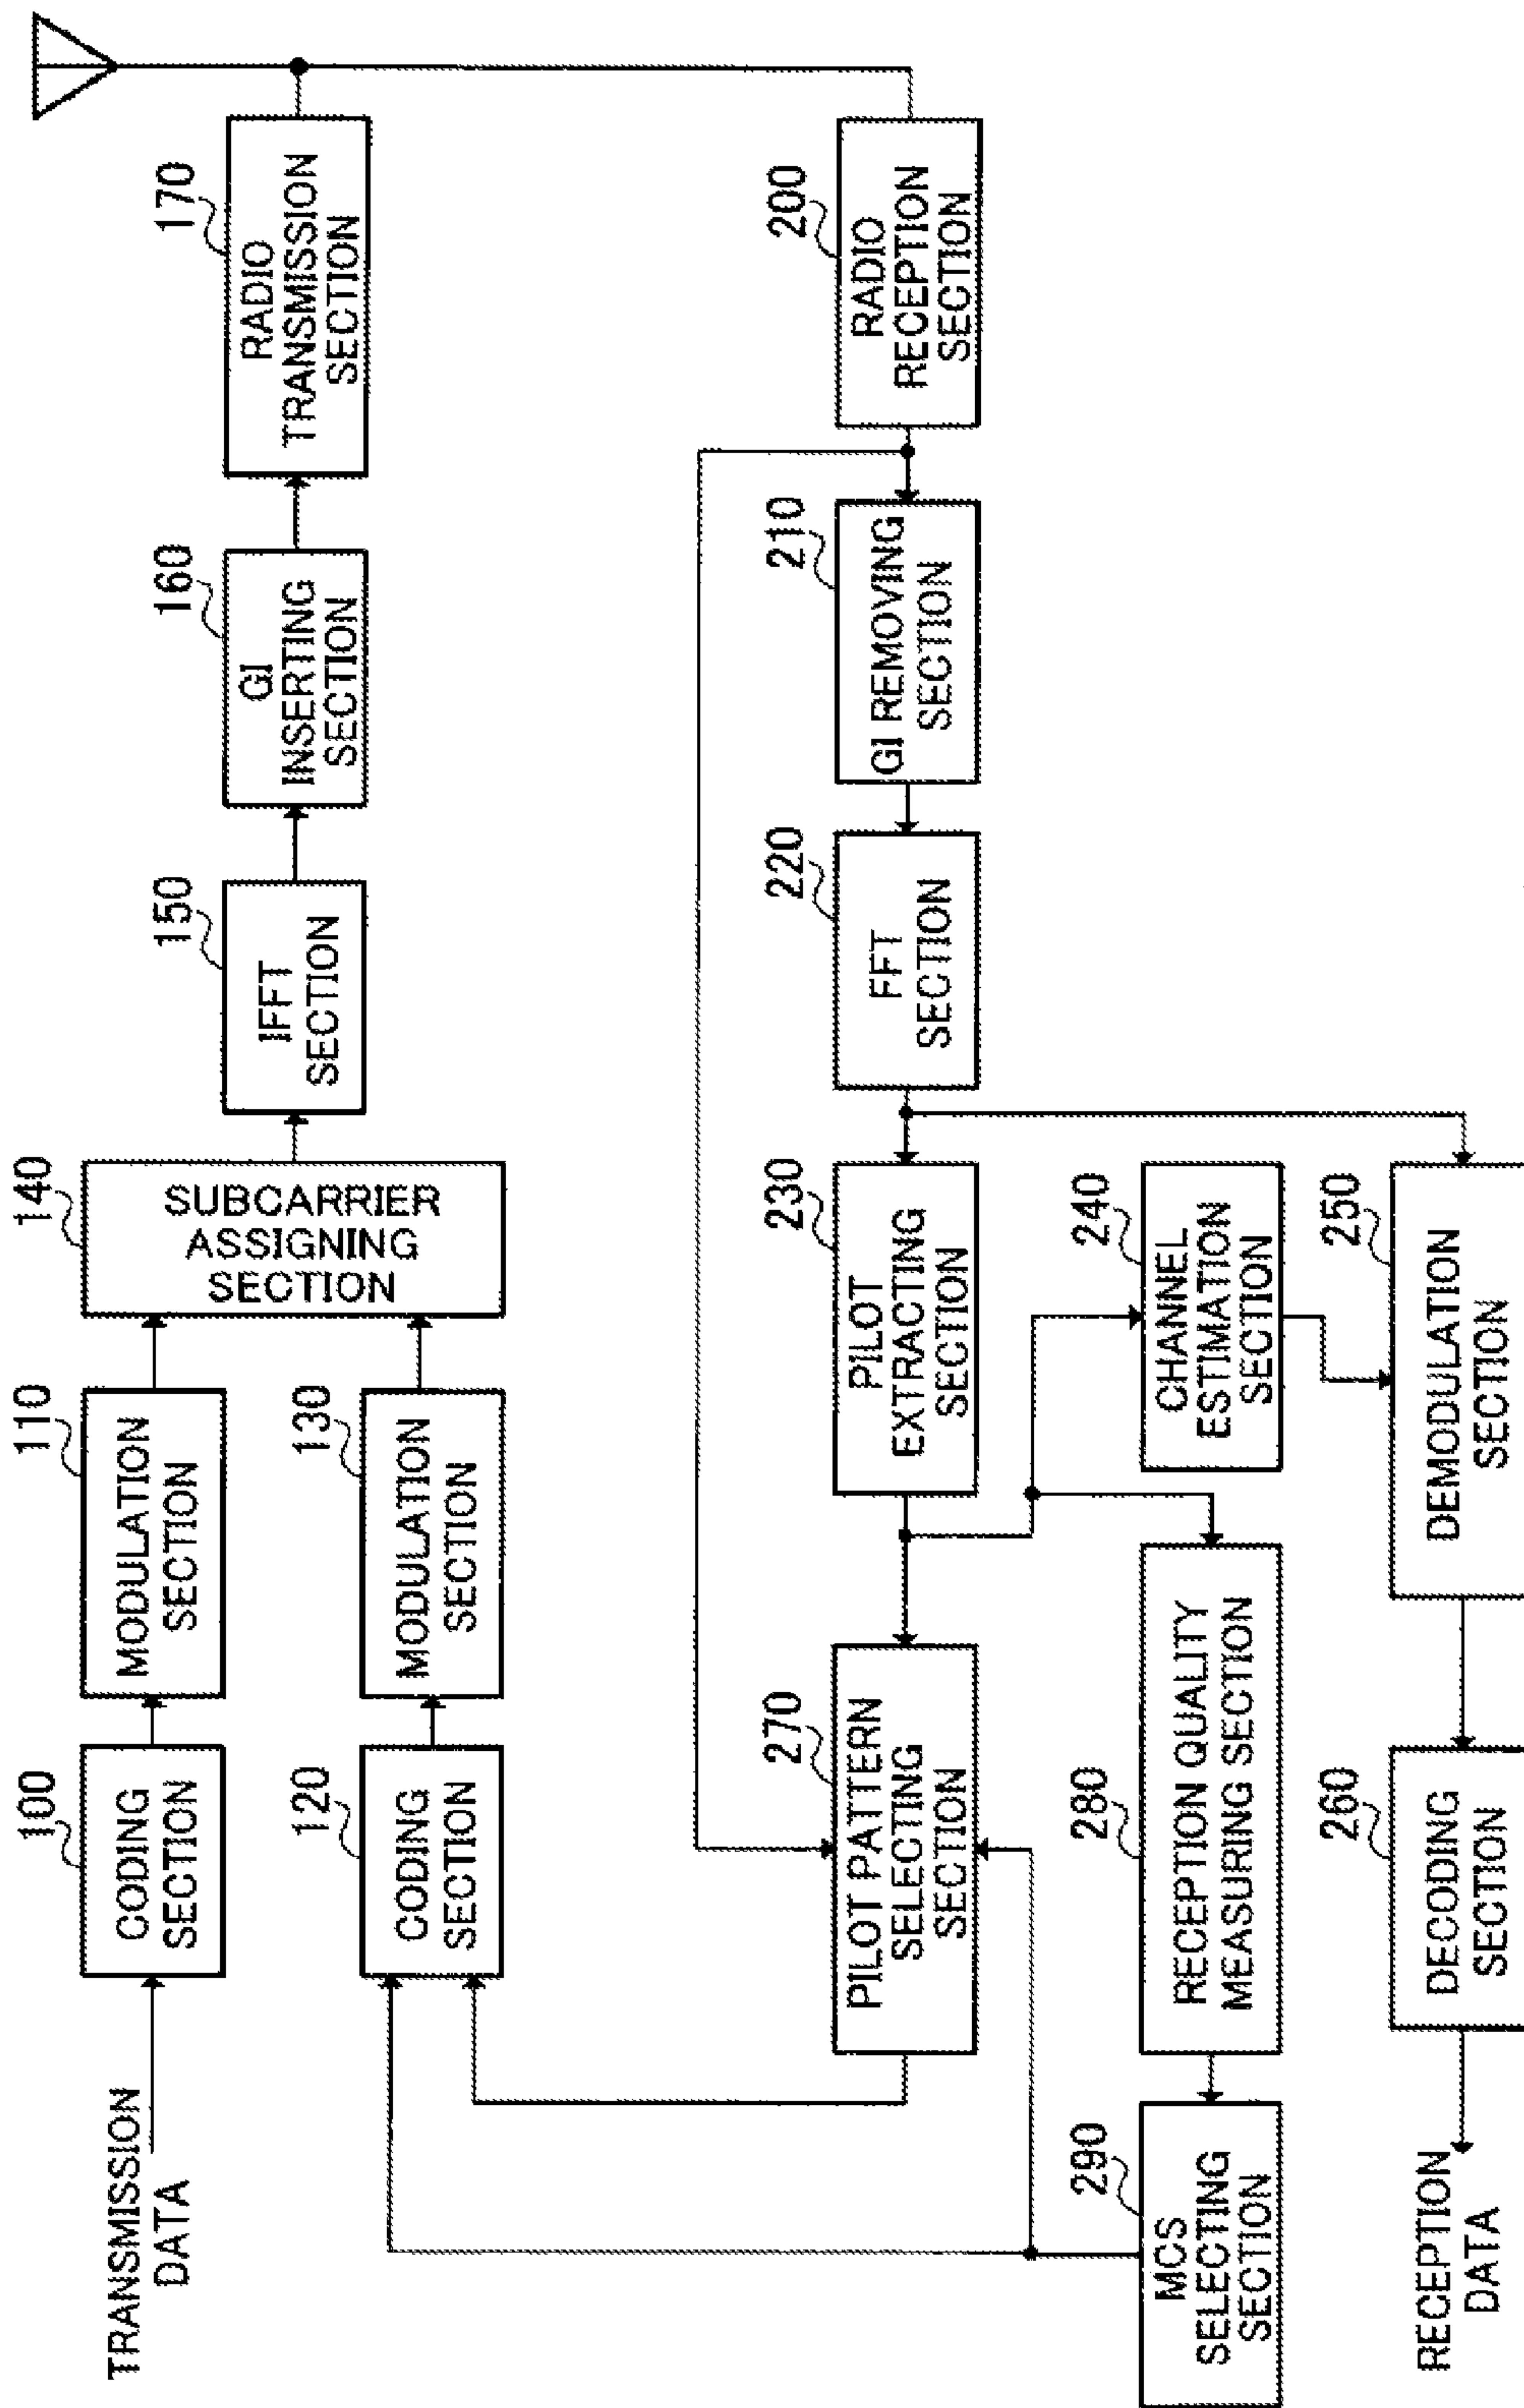 TRANSMISSION
DATA
100
CODING
SECTION
110
MODULATION
SECTION
120
CODING
SECTION
130
MODULATION
SECTION
140
SUBCARRIER
ASSIGNING
SECTION
150
IFFT
SECTION
160
GI
INSERTING
SECTION
170
RADIO
TRANSMISSION
SECTION
200
RADIO
RECEPTION
SECTION
210
GI REMOVING
SECTION
220
FFT
SECTION
230
PILOT
EXTRACTING
SECTION
240
CHANNEL
ESTIMATION
SECTION
250
DEMODULATION
SECTION
260
DECODING
SECTION
270
PILOT PATTERN
SELECTING
SECTION
280
RECEPTION QUALITY
MEASURING SECTION
290
MCS
SELECTING
SECTION
RECEPTION
DATA